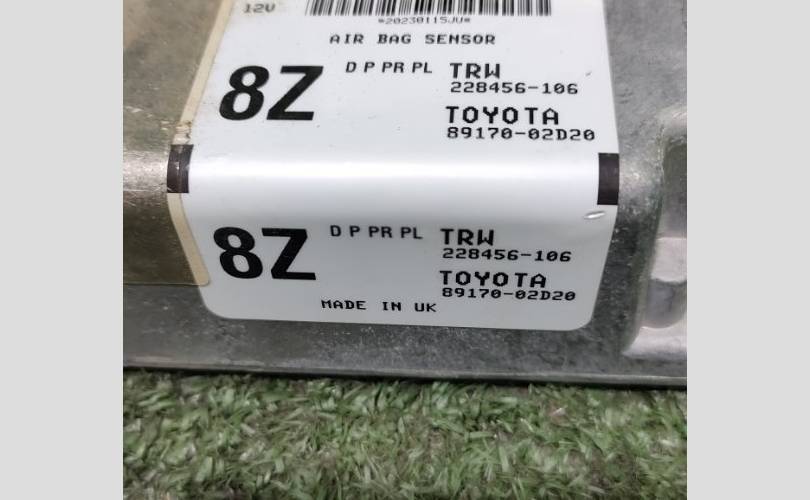 12V
*20230115JU*
AIR BAG SENSOR
8Z D P PR PL TRW
228456-106
TOYOTA
89170-02D20
8Z D P PR PL TRW
228456-106
TOYOTA
89170-02D20
MADE IN UK